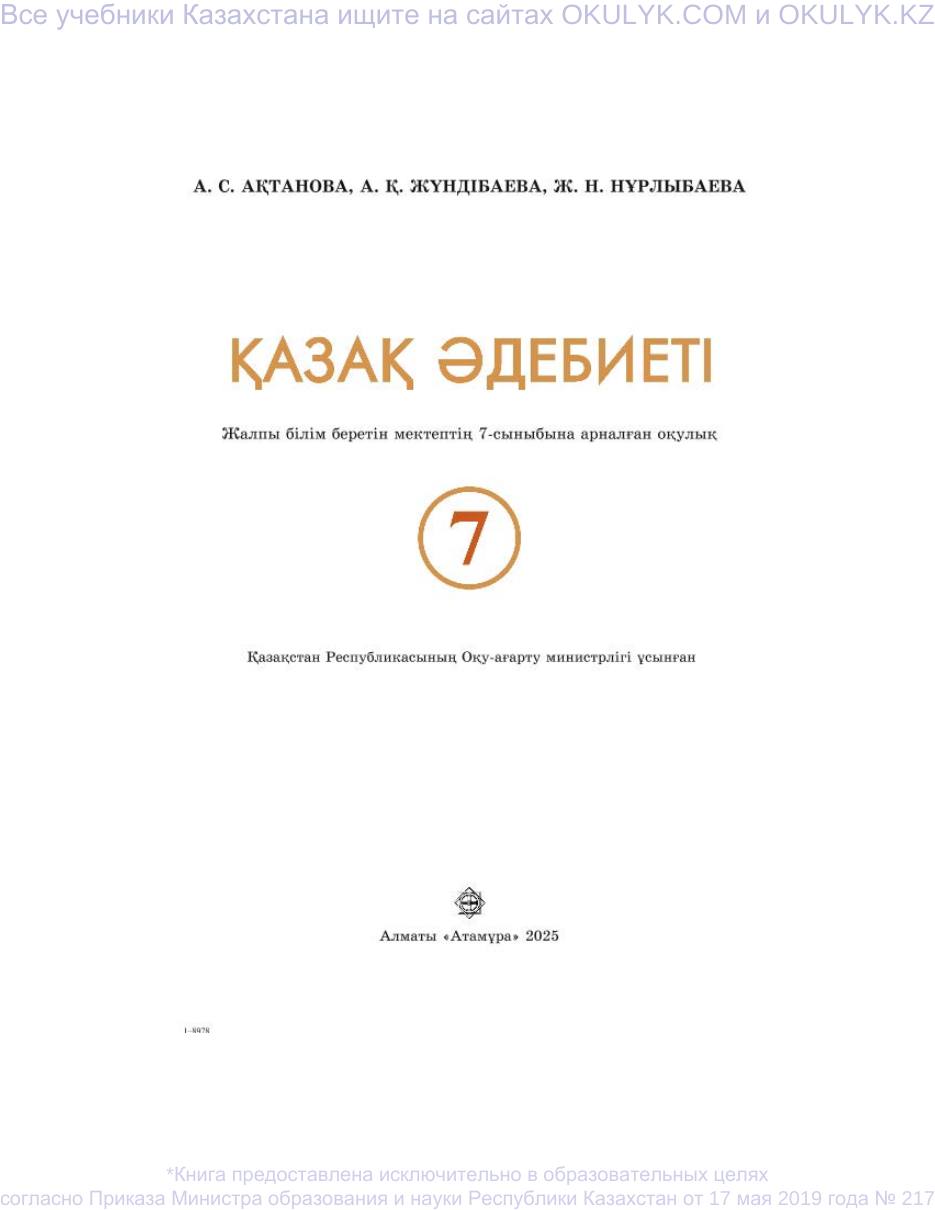 Все учебники Казахстана ищите на сайтах OKULYK.COM и OKULYK.KZ
А. С. АҚТАНОВА, А. Қ. ЖҮНДІБАЕВА, Ж. Н. НҰРЛЫБАЕВА
ҚАЗАҚ ӘДЕБИЕТІ
Жалпы білім беретін мектептің 7-сыныбына арналған оқулық
7
Қазақстан Республикасының Оқу-ағарту министрлігі ұсынған
Алматы «Атамұра» 2025
1–8978
*Книга предоставлена исключительно в образовательных целях
согласно Приказа Министра образования и науки Республики Казахстан от 17 мая 2019 года № 217